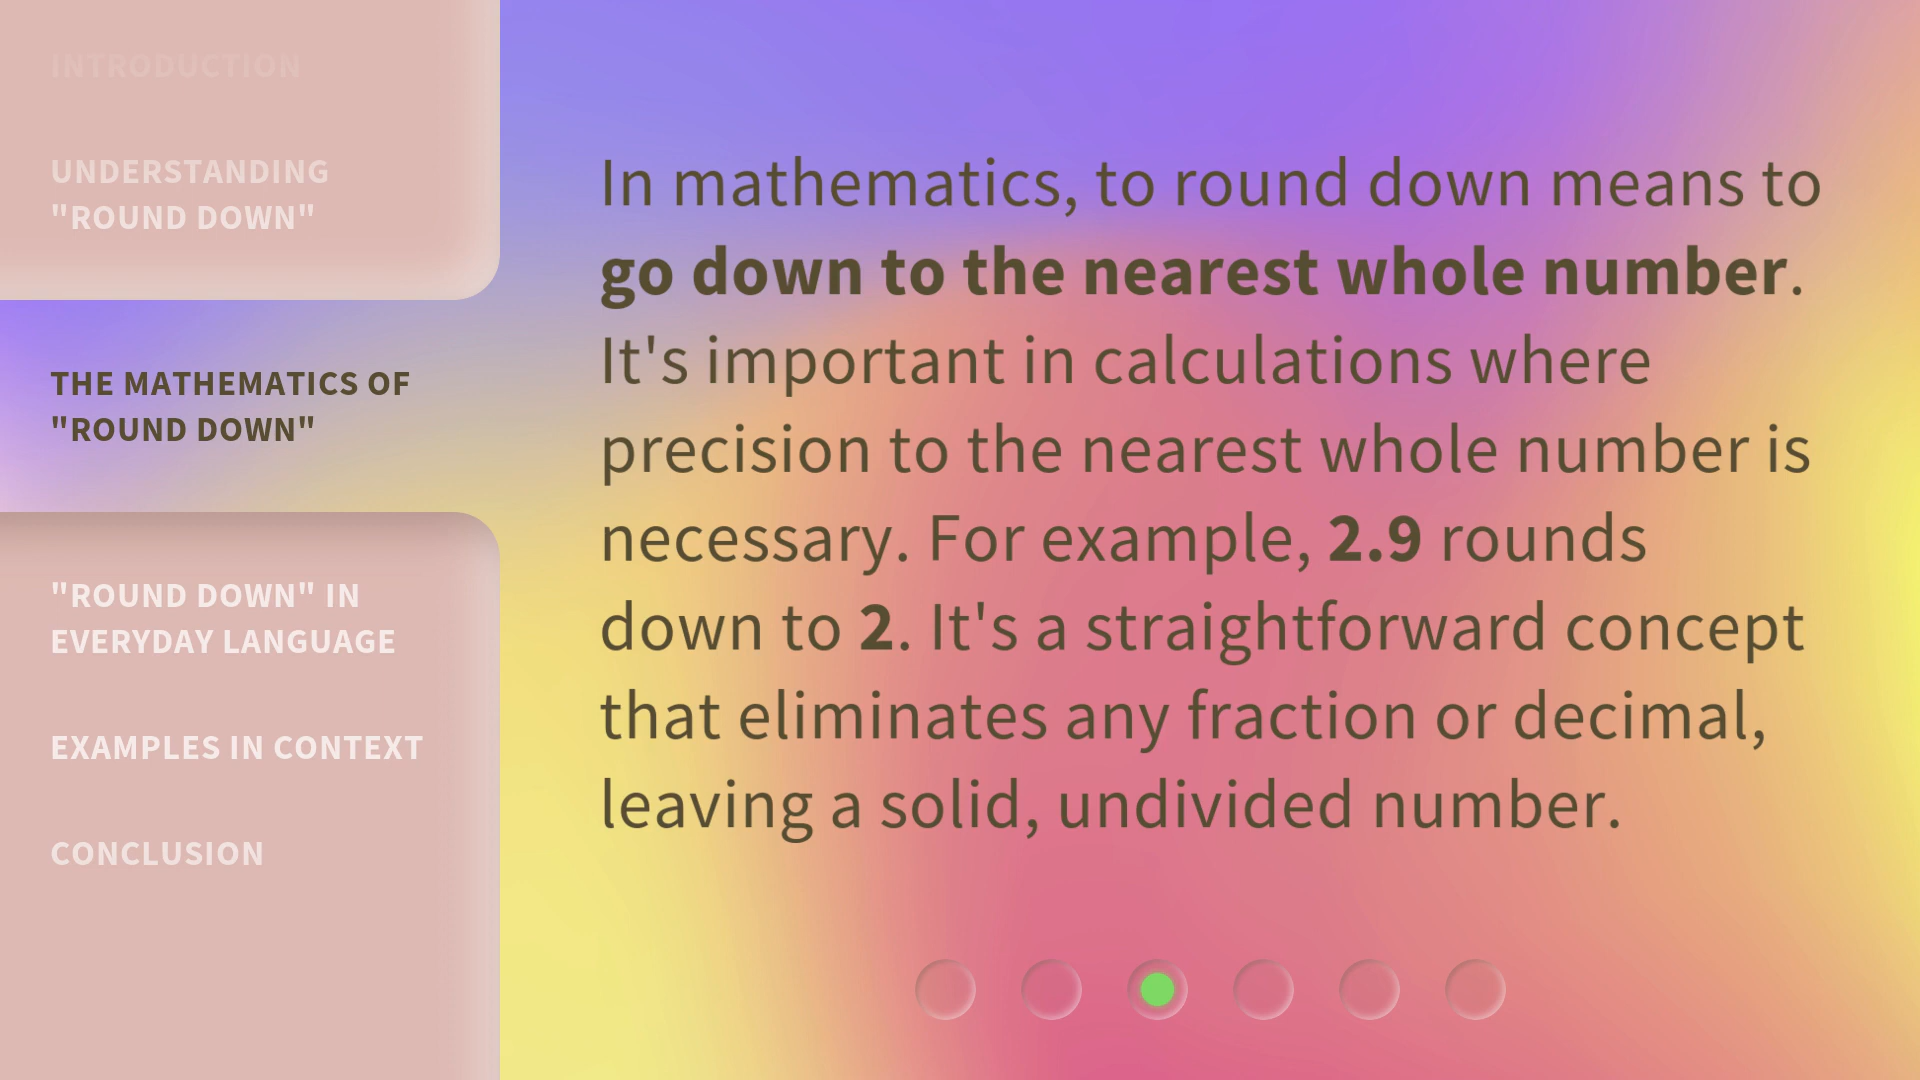 INTRODUCTION
UNDERSTANDING
"ROUND DOWN"
THE MATHEMATICS OF
"ROUND DOWN"
"ROUND DOWN" IN
EVERYDAY LANGUAGE
EXAMPLES IN CONTEXT
CONCLUSION
In mathematics, to round down means to
go down to the nearest whole number.
It's important in calculations where
precision to the nearest whole number is
necessary. For example, 2.9 rounds
down to 2. It's a straightforward concept
that eliminates any fraction or decimal,
leaving a solid, undivided number.